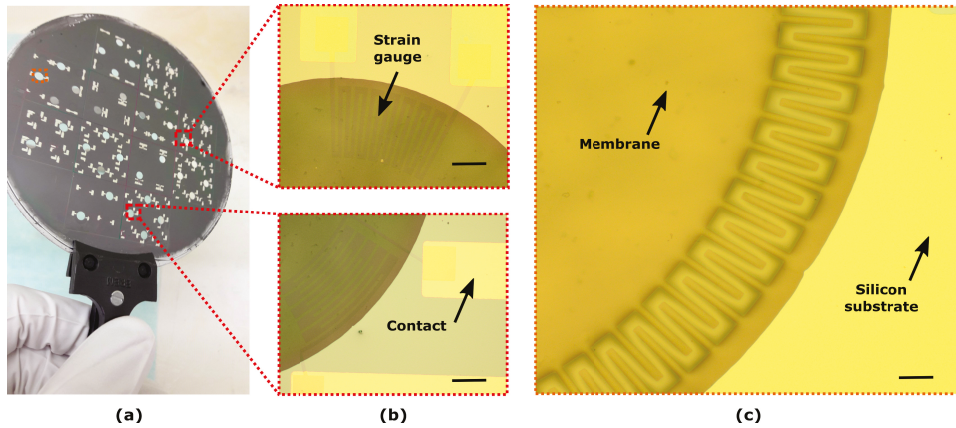 Strain
gauge
Contact
Membrane
Silicon
substrate
(a)
(b)
(c)